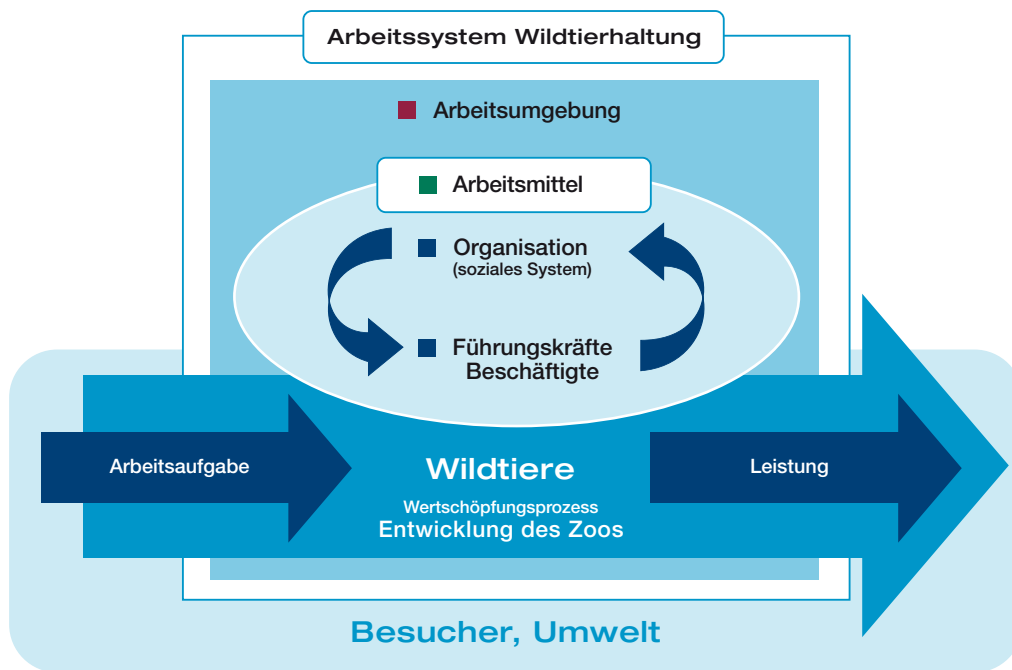 Arbeitssystem Wildtierhaltung
Arbeitsumgebung
Arbeitsmittel
Organisation
(soziales System)
Führungskräfte
Beschäftigte
Arbeitsaufgabe
Wildtiere
Leistung
Wertschöpfungsprozess
Entwicklung des Zoos
Besucher, Umwelt